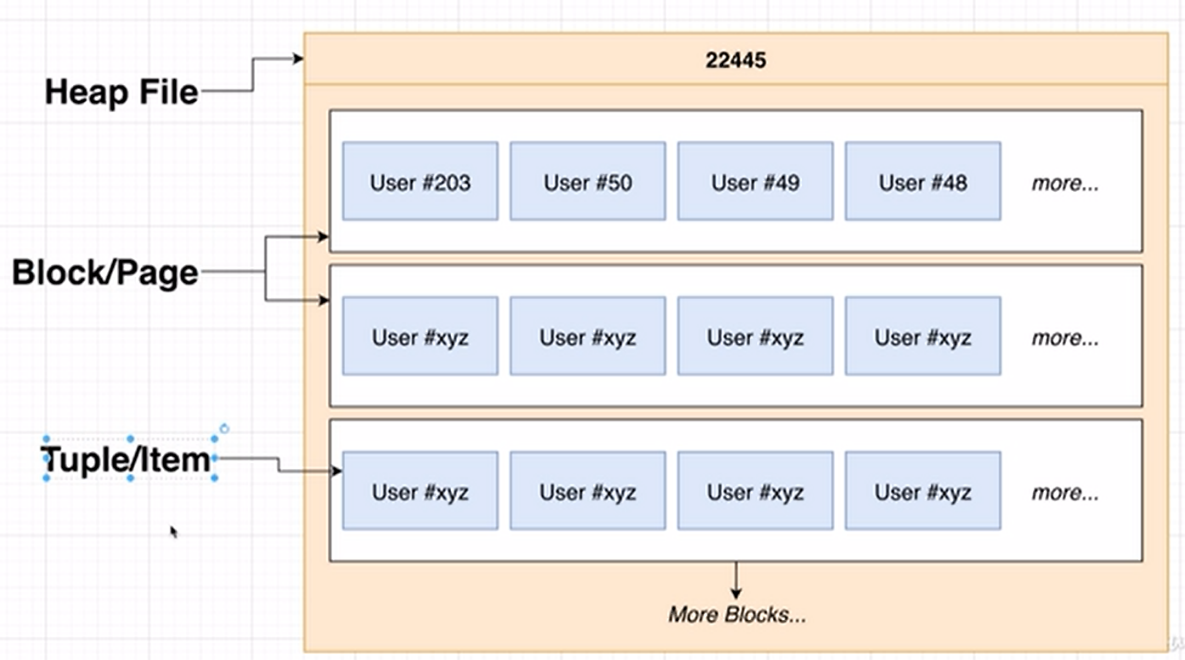 22445
Heap File
User #203 User #50 User #49 User #48 more...
Block/Page
User #xyz User #xyz User #xyz User #xyz more...
Tuple/Item
User #xyz User #xyz User #xyz User #xyz more...
More Blocks...